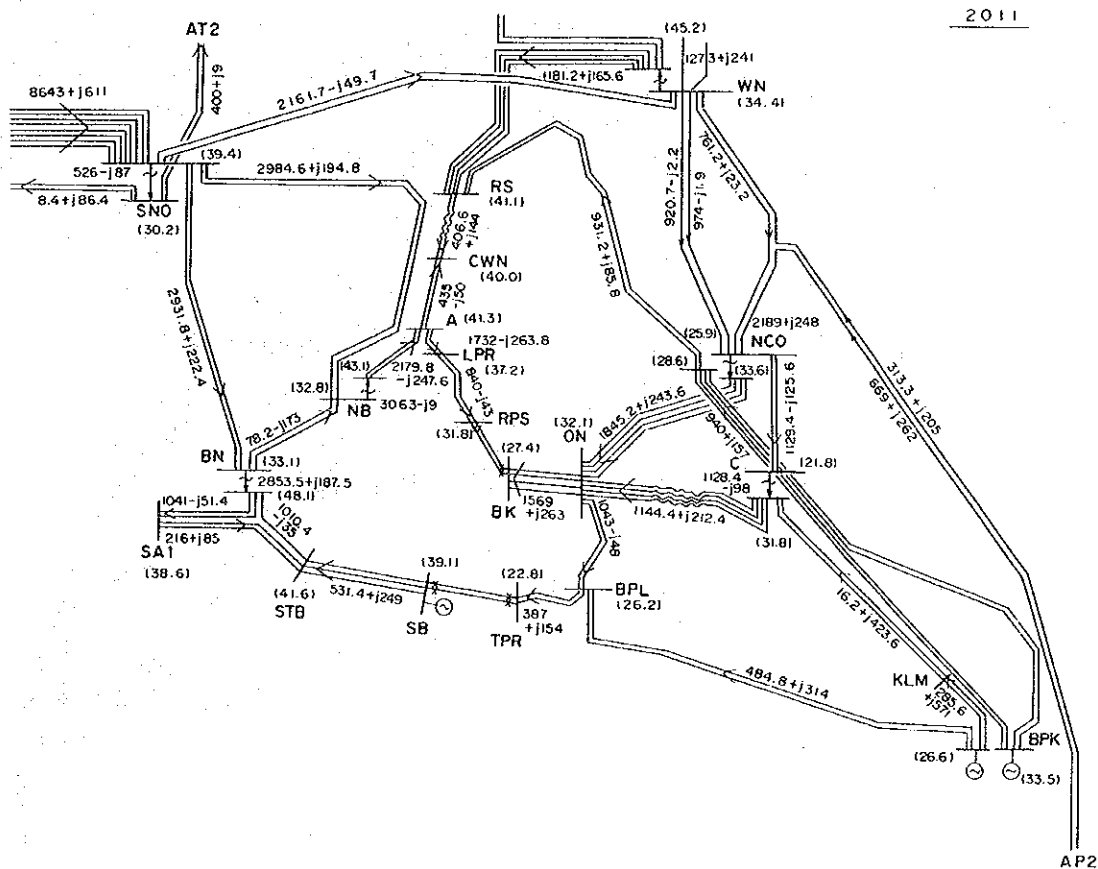 2011
AT2
(45.2)
1273+j241
1181.2+j165.6
WN
(34.4)
8643+j611
400+j9
2161.7-j49.7
(39.4)
2984.6+j194.8
526-j87
8.4+j86.4
SNO
(30.2)
RS
(41.1)
761.2+j23.2
920.7-j2.2
974-j1.9
406.6
+j144
931.2+j85.8
CWN
(40.0)
435
-j50
2931.8+j222.4
A
(41.3)
1732-j263.8
LPR
(37.2)
2189+j248
(25.9)
NCO
(28.6)
(33.6)
(43.1)
2179.8
-j247.6
(32.8)
NB
3063-j9
840-j43
RPS
(31.8)
313.3+j205
669+j262
1845.2+j243.6
1129.4-j125.6
940+j157
(32.1)
ON
78.2-j173
BN
(33.1)
(27.4)
C
(21.8)
2853.5+j187.5
(48.1)
1128.4
-j98
1041-j51.4
1010.4
-j35
BK
1569
+j263
1144.4+j212.4
(31.8)
216+j85
SA1
(38.6)
1043-j48
(39.1)
(22.8)
(41.6)
STB
531.4+j249
SB
387
+j154
TPR
BPL
(26.2)
16.2+j423.6
KLM
285.6
+j571
484.8+j314
BPK
(26.6)
(33.5)
AP2